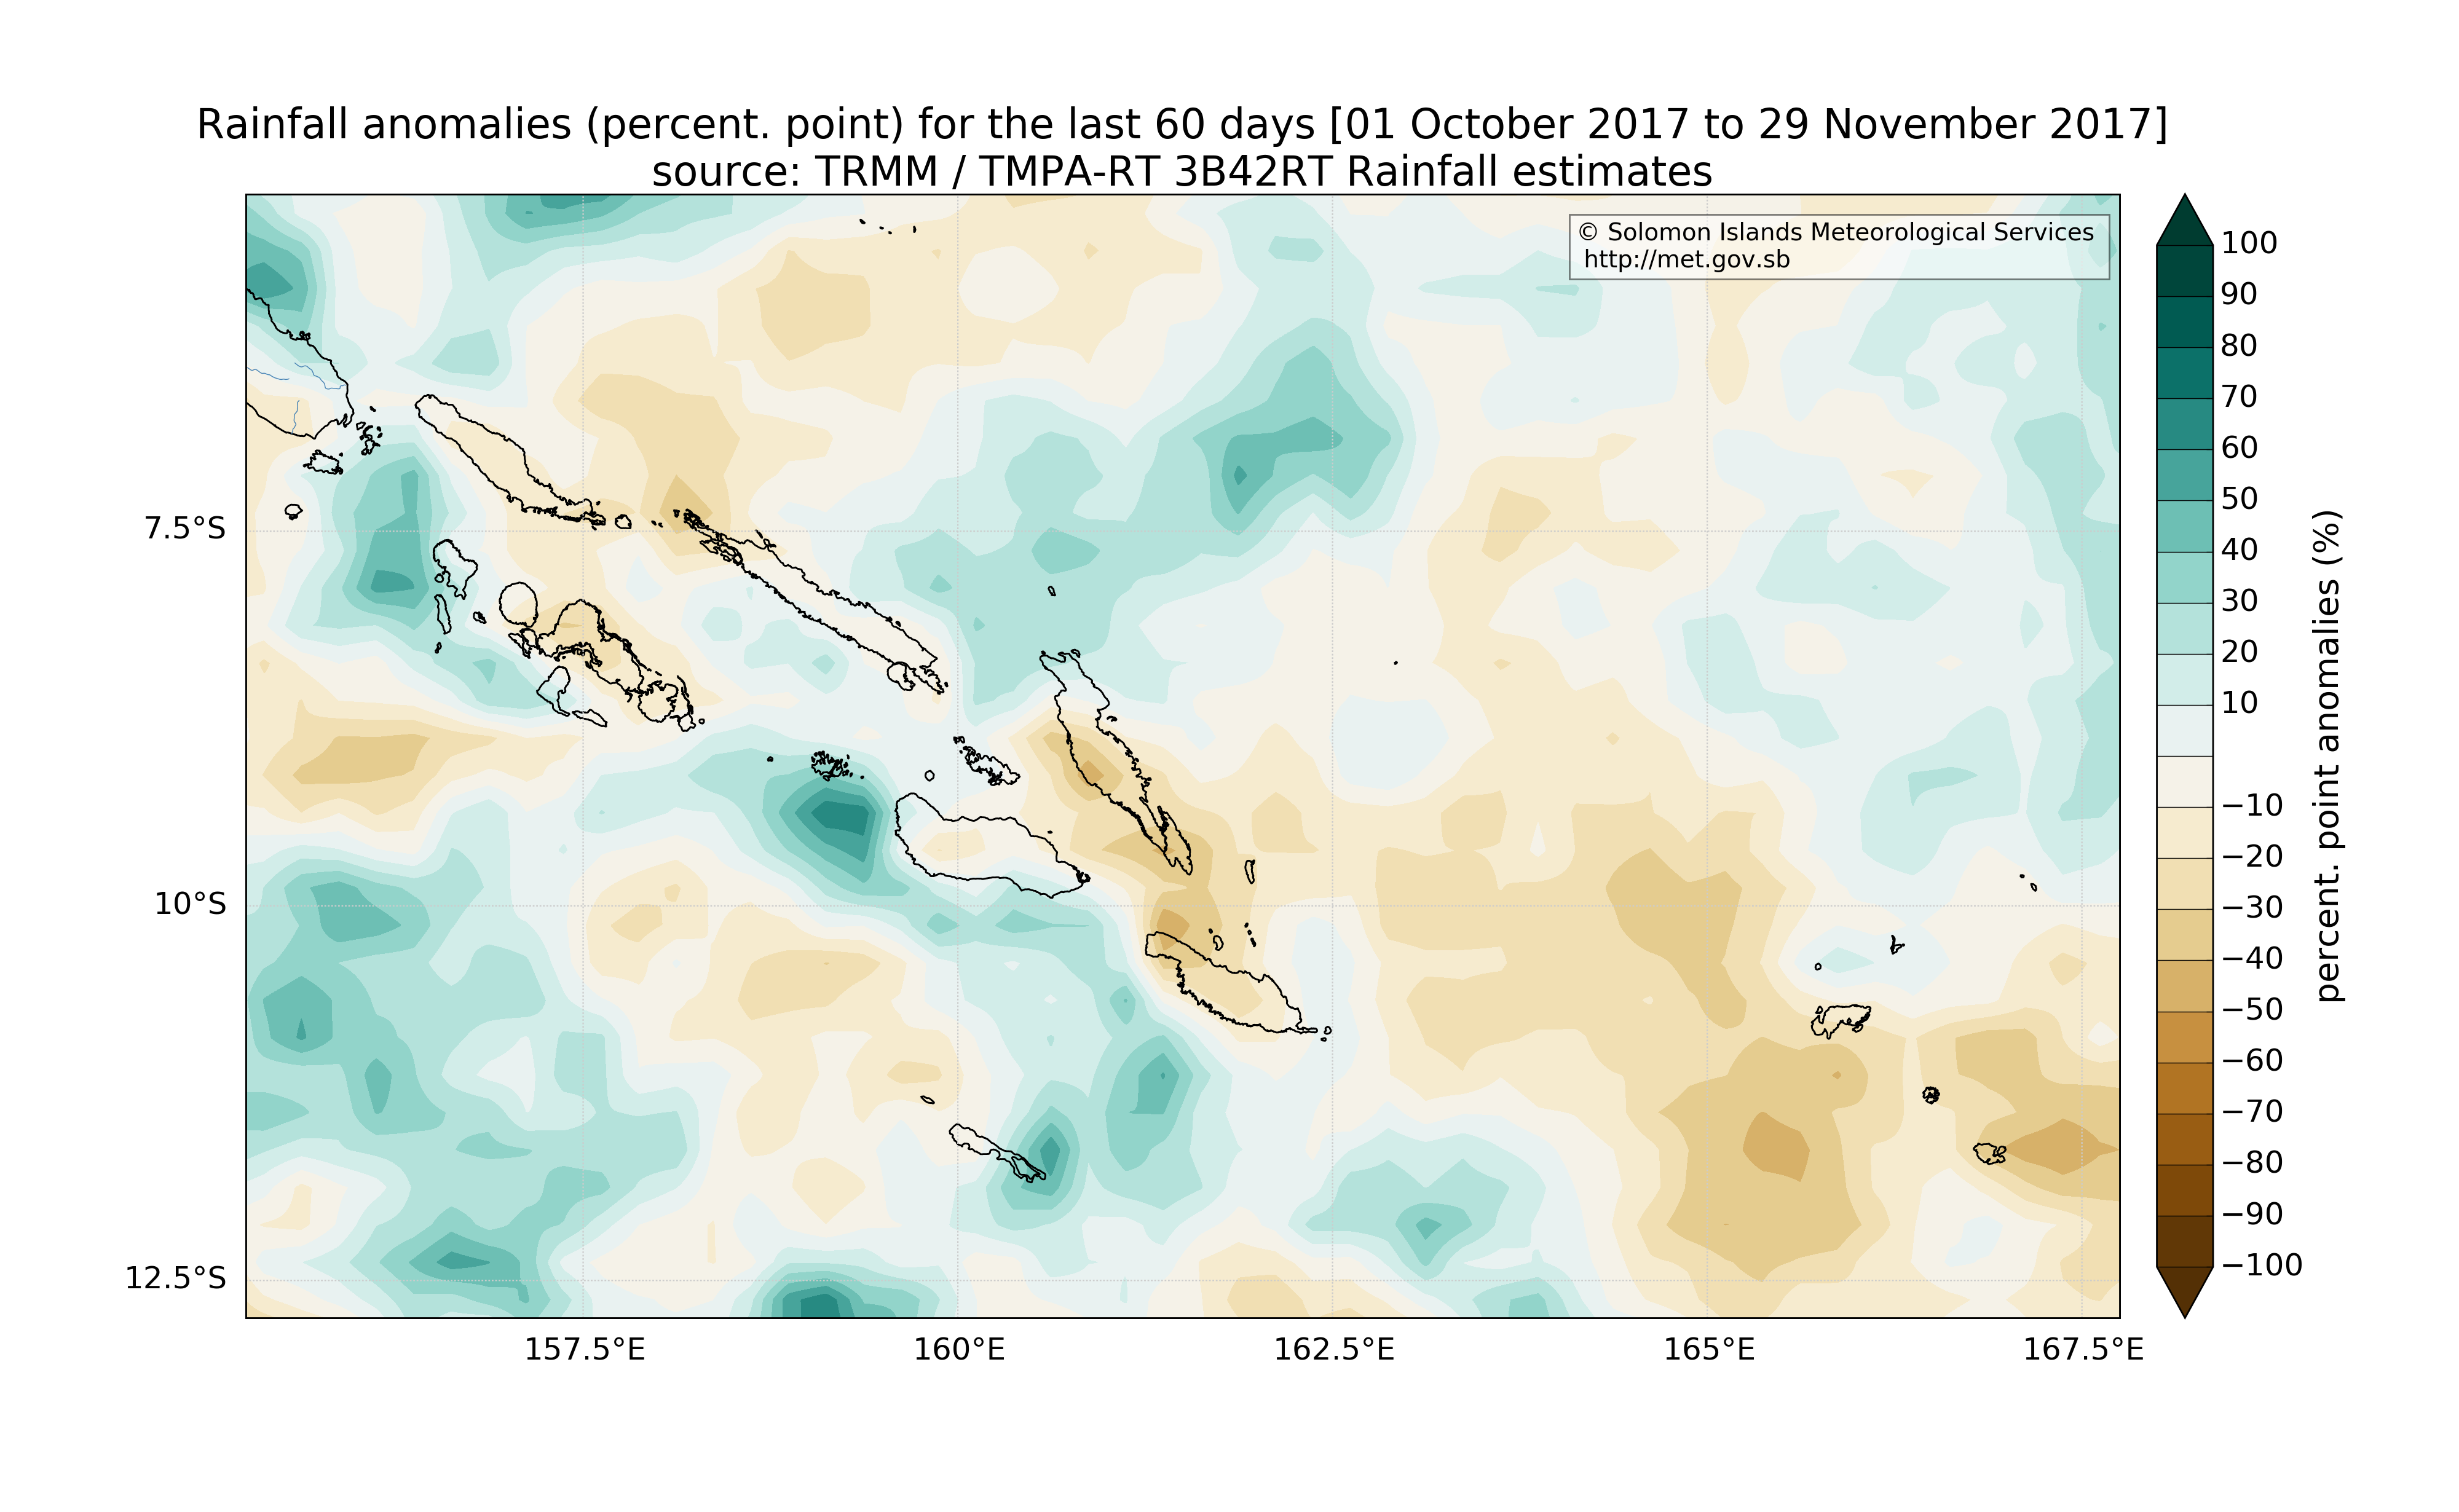 Rainfall anomalies (percent. point) for the last 60 days [01 October 2017 to 29 November 2017]
source: TRMM / TMPA-RT 3B42RT Rainfall estimates
© Solomon Islands Meteorological Services
http://met.gov.sb
7.5°S
10°S
12.5°S
157.5°E
160°E
162.5°E
165°E
167.5°E
100
90
80
70
60
50
40
30
20
10
−10
−20
−30
−40
−50
−60
−70
−80
−90
−100
percent. point anomalies (%)